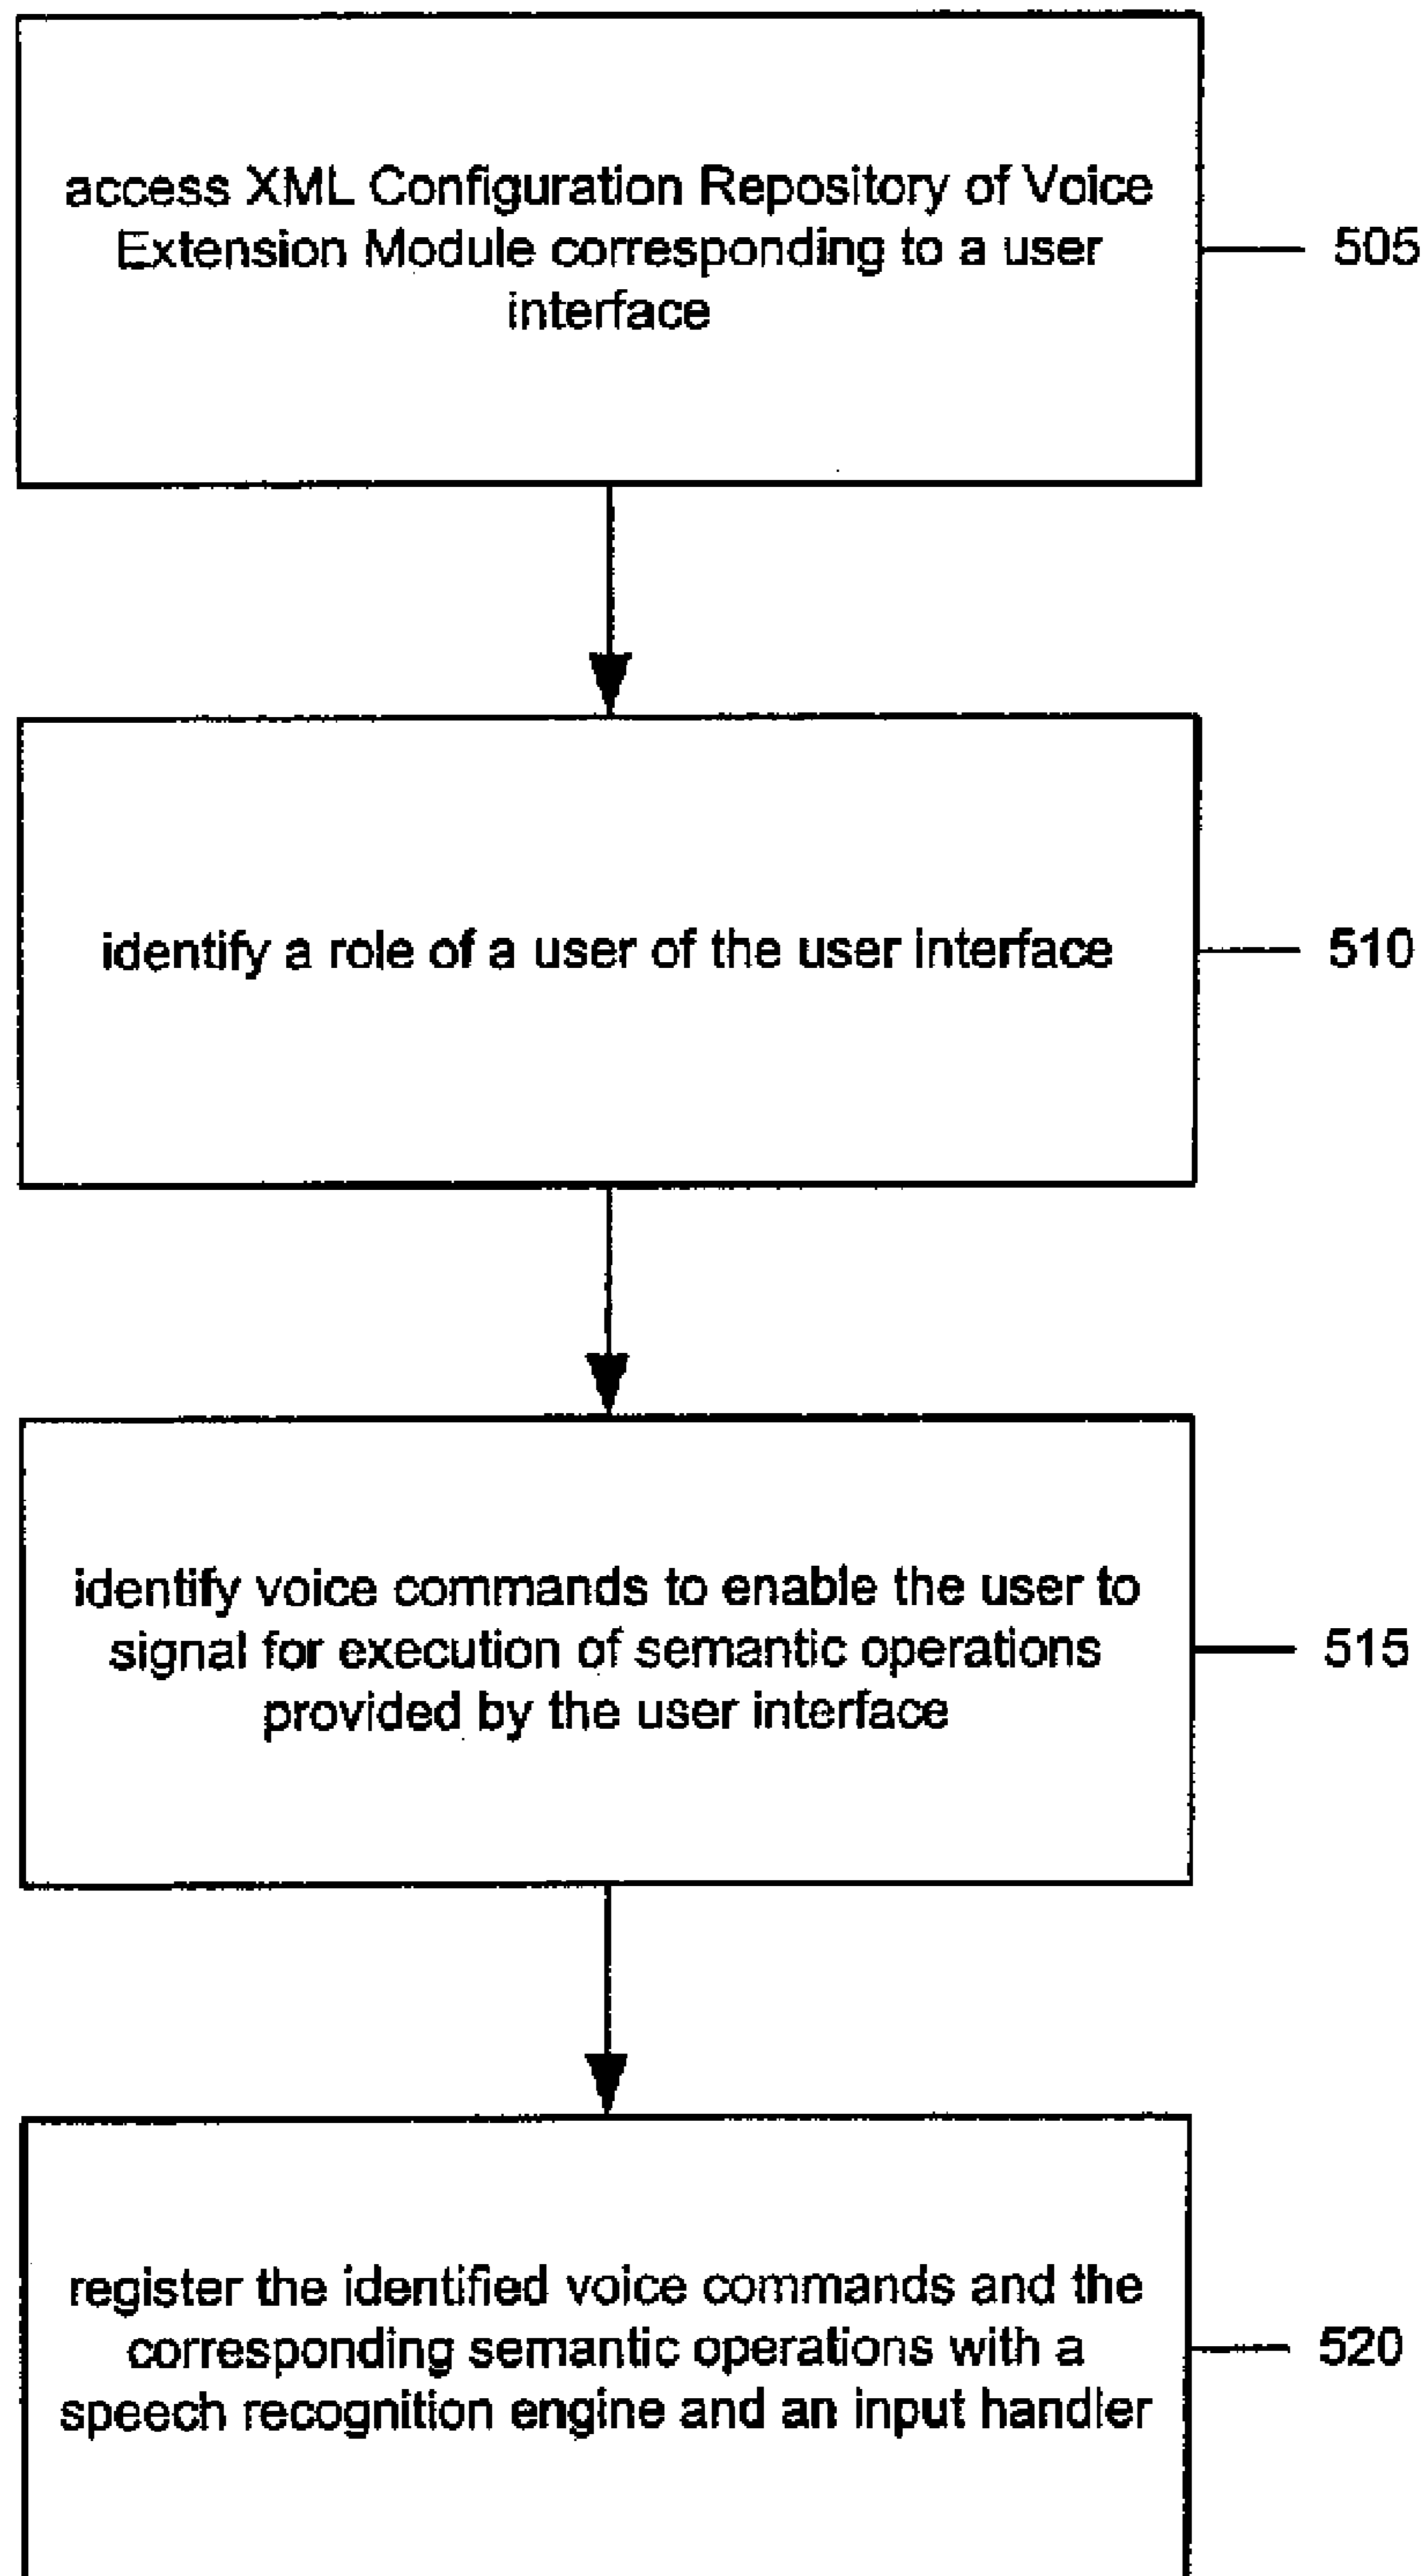 access XML Configuration Repository of Voice
Extension Module corresponding to a user
interface
505
identify a role of a user of the user interface
510
identify voice commands to enable the user to
signal for execution of semantic operations
provided by the user interface
515
register the identified voice commands and the
corresponding semantic operations with a
speech recognition engine and an input handler
520